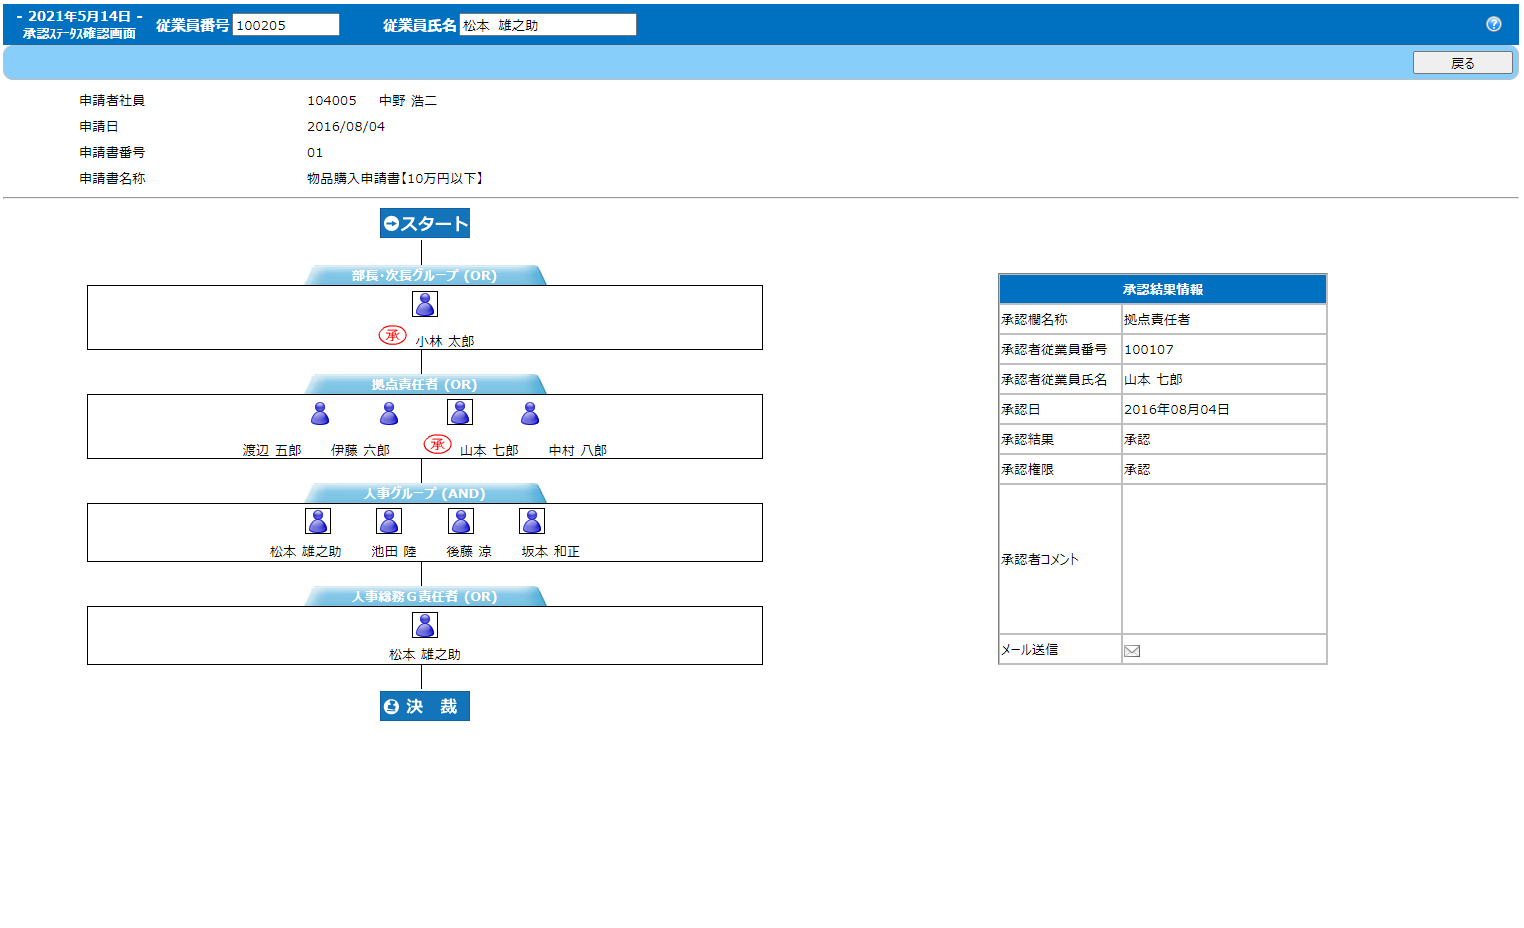 - 2021年5月14日 -
承認ステータス確認画面
従業員番号 100205 従業員氏名 松本 雄之助
戻る
申請者社員 104005 中野 浩二
申請日 2016/08/04
申請書番号 01
申請書名称 物品購入申請書【10万円以下】
スタート
部長・次長グループ (OR)
承 小林 太郎
拠点責任者 (OR)
渡辺 五郎 伊藤 六郎 承 山本 七郎 中村 八郎
人事グループ (AND)
松本 雄之助 池田 陸 後藤 涼 坂本 和正
人事総務G責任者 (OR)
松本 雄之助
決 裁
承認結果情報
承認欄名称 拠点責任者
承認者従業員番号 100107
承認者従業員氏名 山本 七郎
承認日 2016年08月04日
承認結果 承認
承認権限 承認
承認者コメント
メール送信